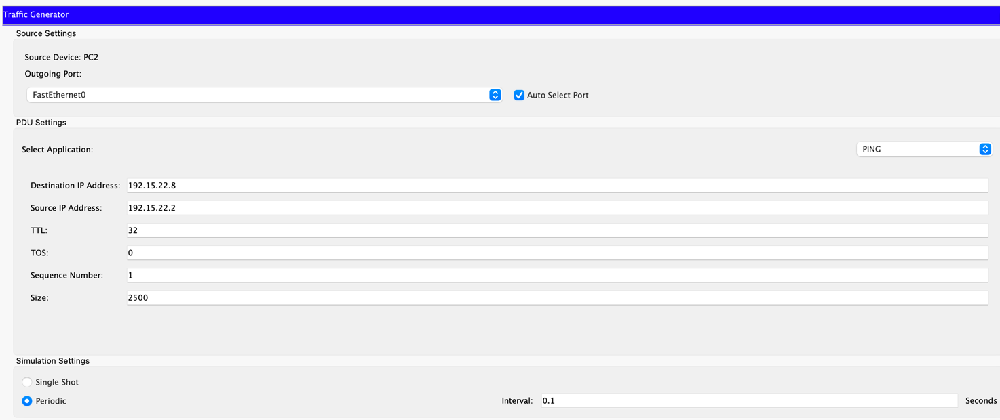 Traffic Generator
Source Settings
Source Device: PC2
Outgoing Port:
FastEthernet0
Auto Select Port
PDU Settings
Select Application:
PING
Destination IP Address: 192.15.22.8
Source IP Address: 192.15.22.2
TTL: 32
TOS: 0
Sequence Number: 1
Size: 2500
Simulation Settings
Single Shot
Periodic
Interval: 0.1 Seconds